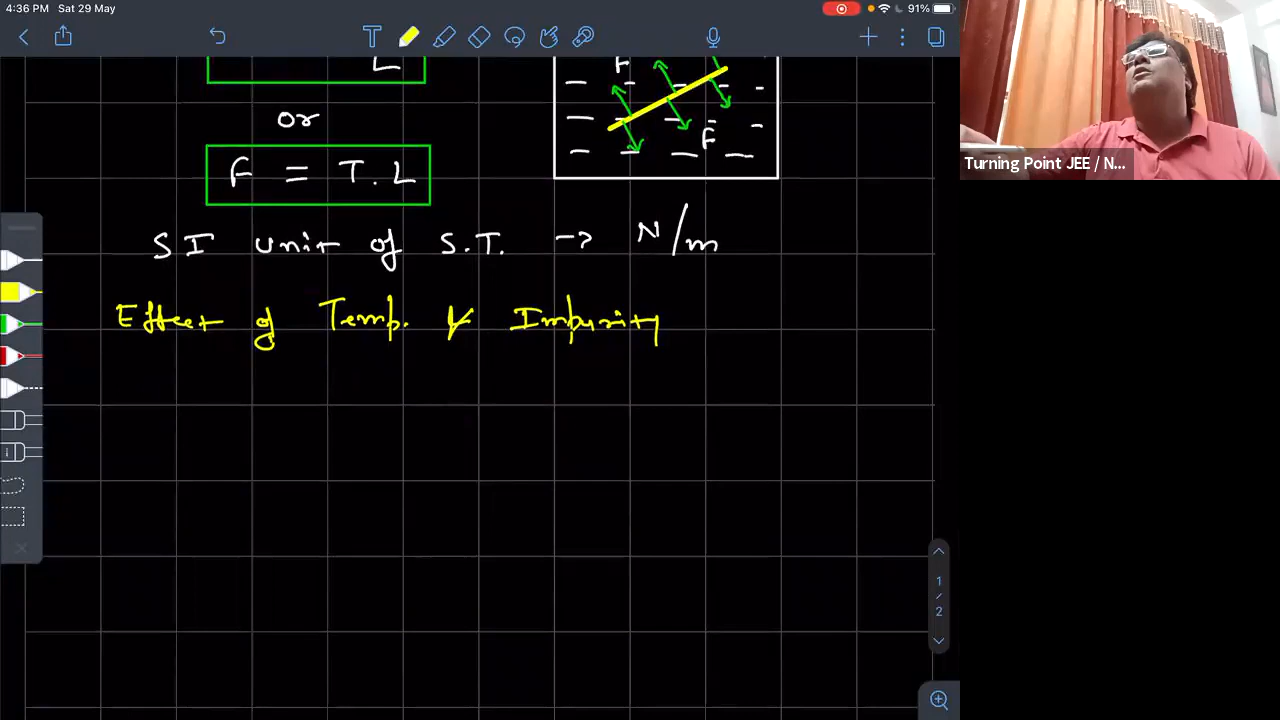 4:36 PM Sat 29 May
91%
L
or
F = T.L
F
F
SI unit of S.T. -> N/m
Effect of Temp. & Impurity
1
/
2
Turning Point JEE / N...